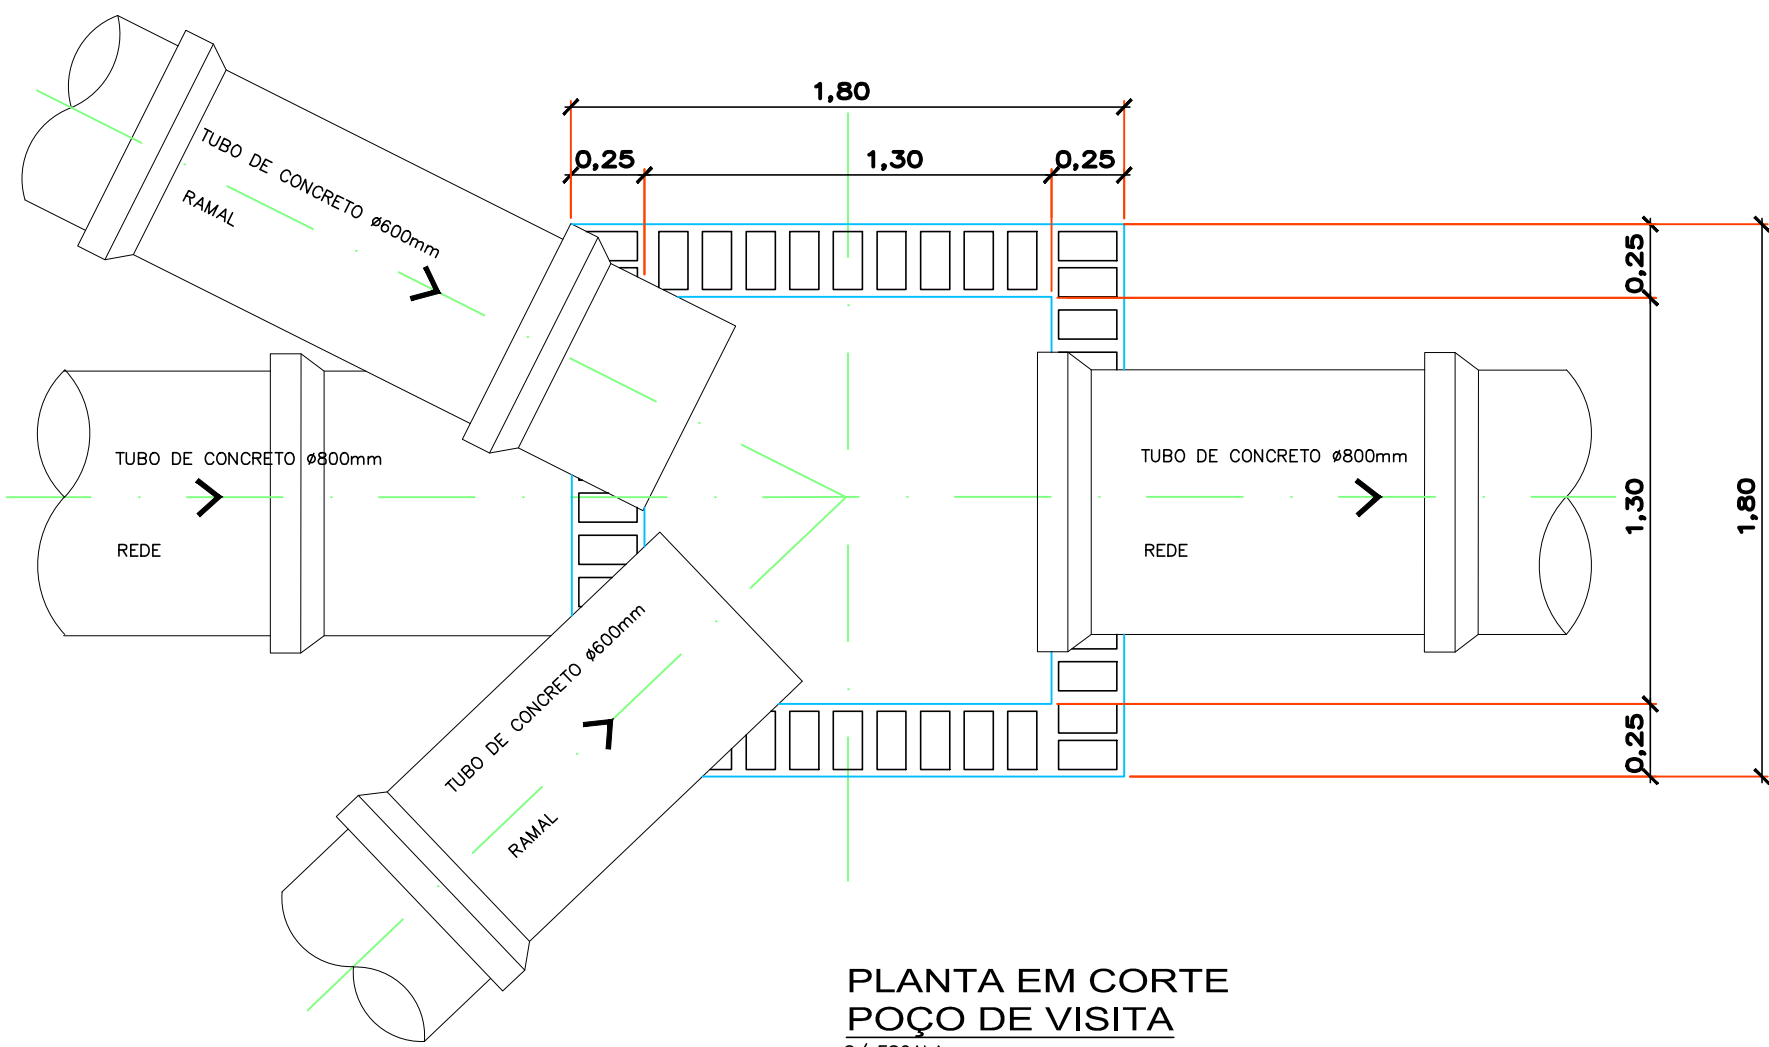 1,80
0,25
1,30
0,25
TUBO DE CONCRETO ø600mm
RAMAL
0,25
1,30
1,80
0,25
TUBO DE CONCRETO ø800mm
REDE
TUBO DE CONCRETO ø800mm
REDE
TUBO DE CONCRETO ø600mm
RAMAL
PLANTA EM CORTE
POÇO DE VISITA